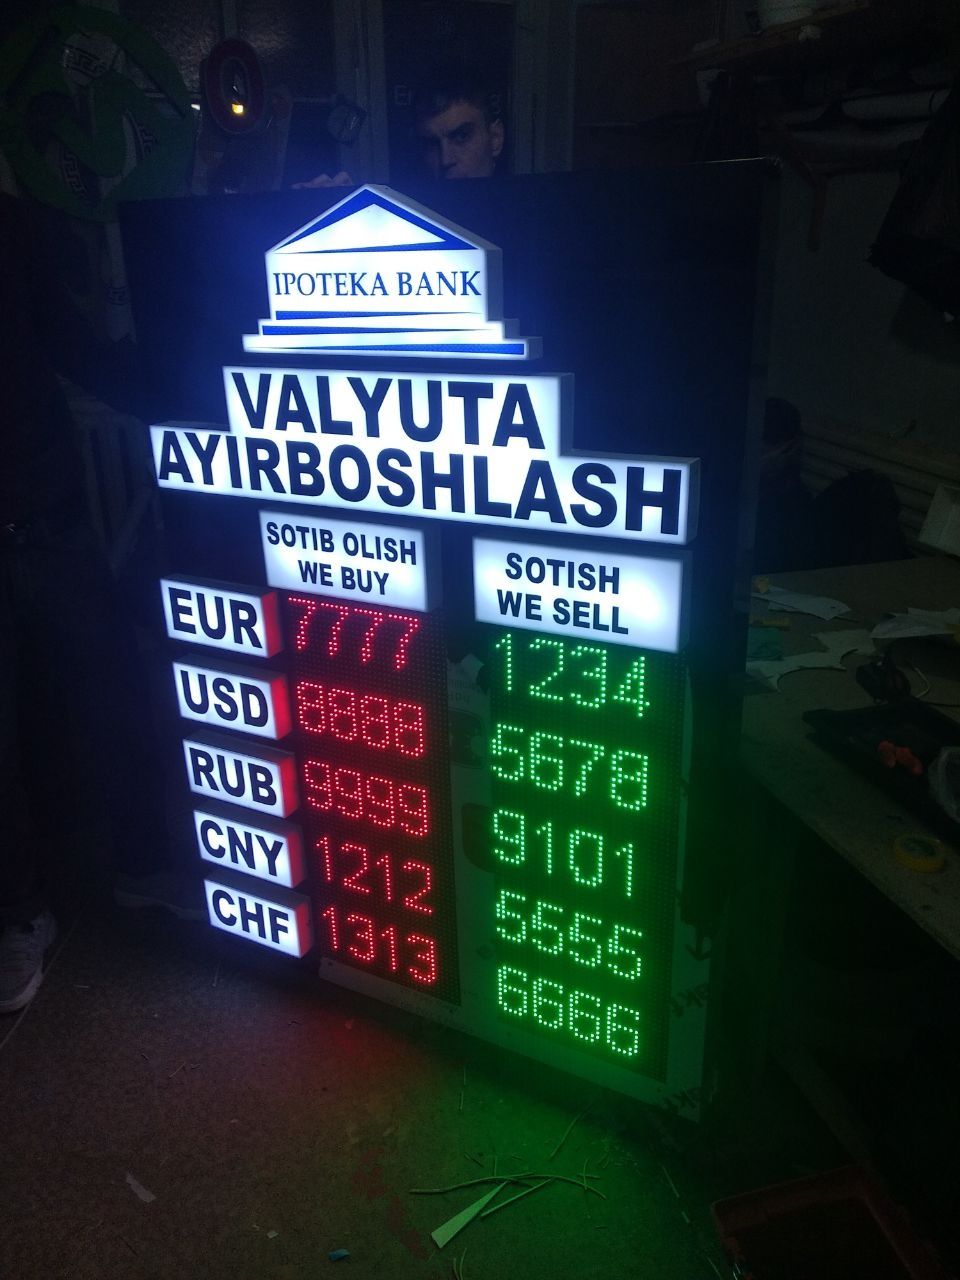 IPOTEKA BANK
VALYUTA
AYIRBOSHLASH
SOTIB OLISH
WE BUY
SOTISH
WE SELL
EUR 7777 1234
USD 8888 5678
RUB 9999 9101
CNY 1212 5555
CHF 1313 6666